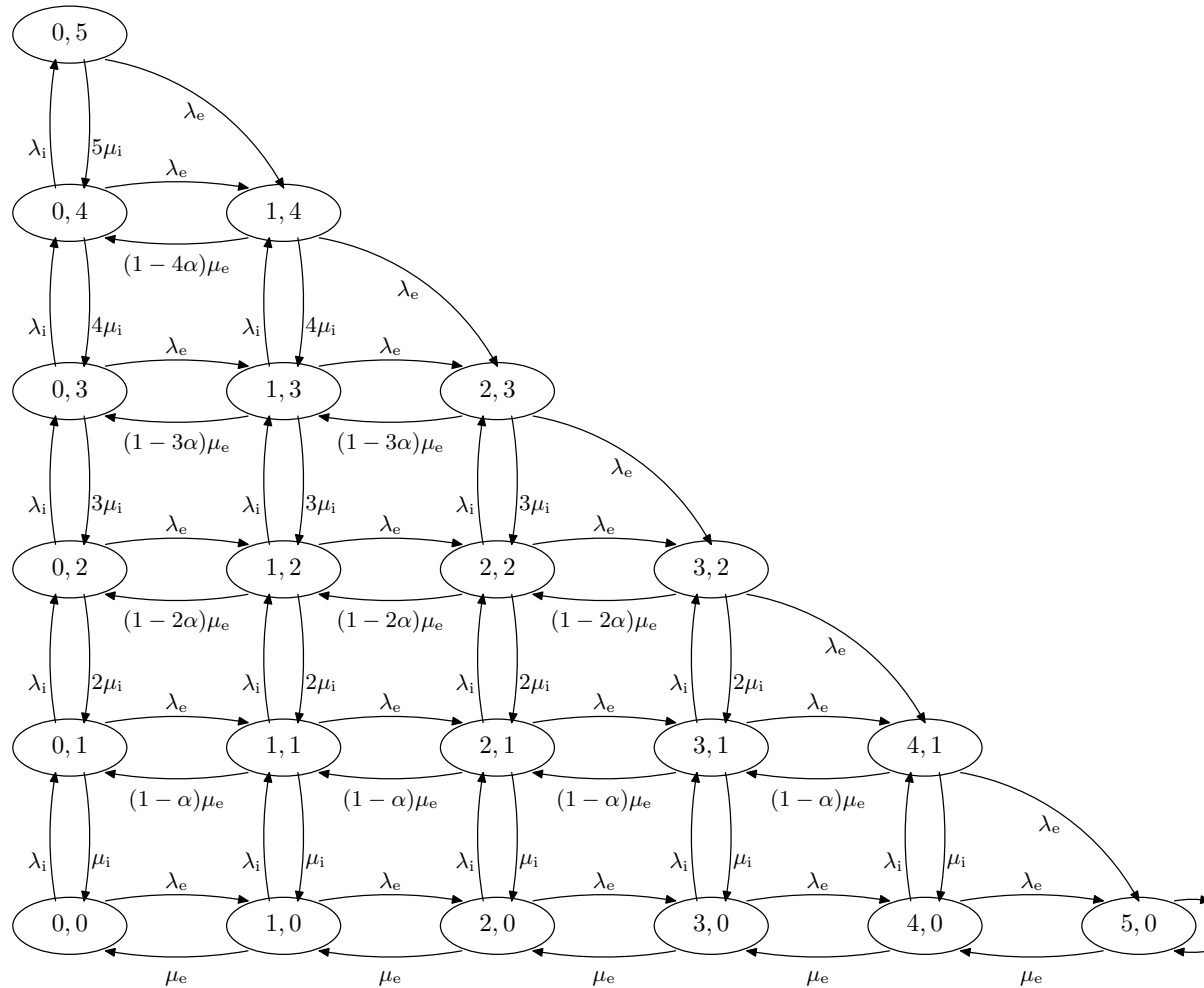 0, 5
λe
λi
5μi
λe
0, 4
1, 4
(1 − 4α)μe
λe
λi
4μi
λi
4μi
λe
λe
0, 3
1, 3
2, 3
(1 − 3α)μe
(1 − 3α)μe
λe
λi
3μi
λi
3μi
λi
3μi
λe
λe
λe
0, 2
1, 2
2, 2
3, 2
(1 − 2α)μe
(1 − 2α)μe
(1 − 2α)μe
λe
λi
2μi
λi
2μi
λi
2μi
λi
2μi
λe
λe
λe
λe
0, 1
1, 1
2, 1
3, 1
4, 1
(1 − α)μe
(1 − α)μe
(1 − α)μe
(1 − α)μe
λe
λi
μi
λi
μi
λi
μi
λi
μi
λi
μi
λe
λe
λe
λe
λe
0, 0
1, 0
2, 0
3, 0
4, 0
5, 0
μe
μe
μe
μe
μe